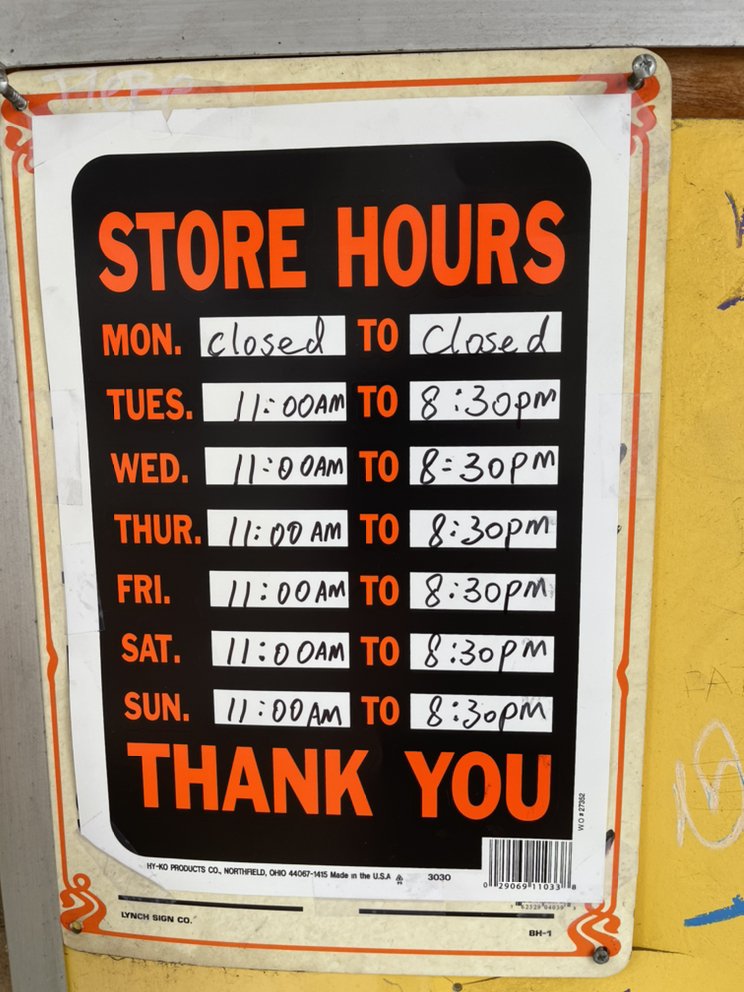 STORE HOURS
MON. closed TO Closed
TUES. 11:00AM TO 8:30pm
WED. 11:00AM TO 8:30pm
THUR. 11:00 AM TO 8:30pm
FRI. 11:00AM TO 8:30pm
SAT. 11:00AM TO 8:30pm
SUN. 11:00AM TO 8:30pm
THANK YOU
WO#27352
HY-KO PRODUCTS CO., NORTHFIELD, OHIO 44067-1415 Made in the U.S.A
3030
0 29069 11033 8
LYNCH SIGN CO.
BH-1